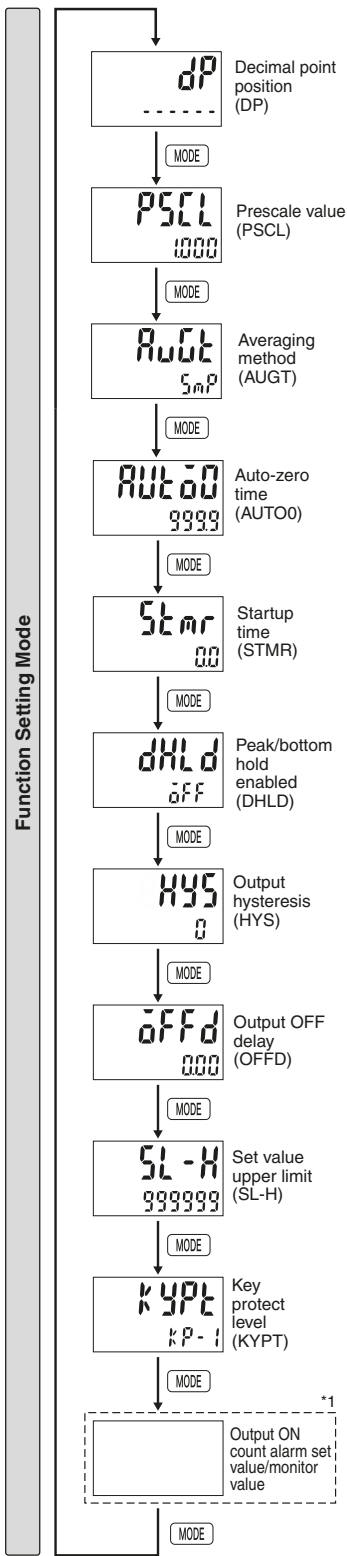 Function Setting Mode
dP
------
Decimal point
position
(DP)
MODE
PSCL
1.000
Prescale value
(PSCL)
MODE
AvGt
SmP
Averaging
method
(AUGT)
MODE
AUto0
999.9
Auto-zero
time
(AUTO0)
MODE
Stmr
0.0
Startup
time
(STMR)
MODE
dHLd
oFF
Peak/bottom
hold
enabled
(DHLD)
MODE
HYS
0
Output
hysteresis
(HYS)
MODE
oFFd
0.00
Output OFF
delay
(OFFD)
MODE
SL-H
999999
Set value
upper limit
(SL-H)
MODE
KYPt
KP-1
Key
protect
level
(KYPT)
MODE
*1
Output ON
count alarm set
value/monitor
value
MODE